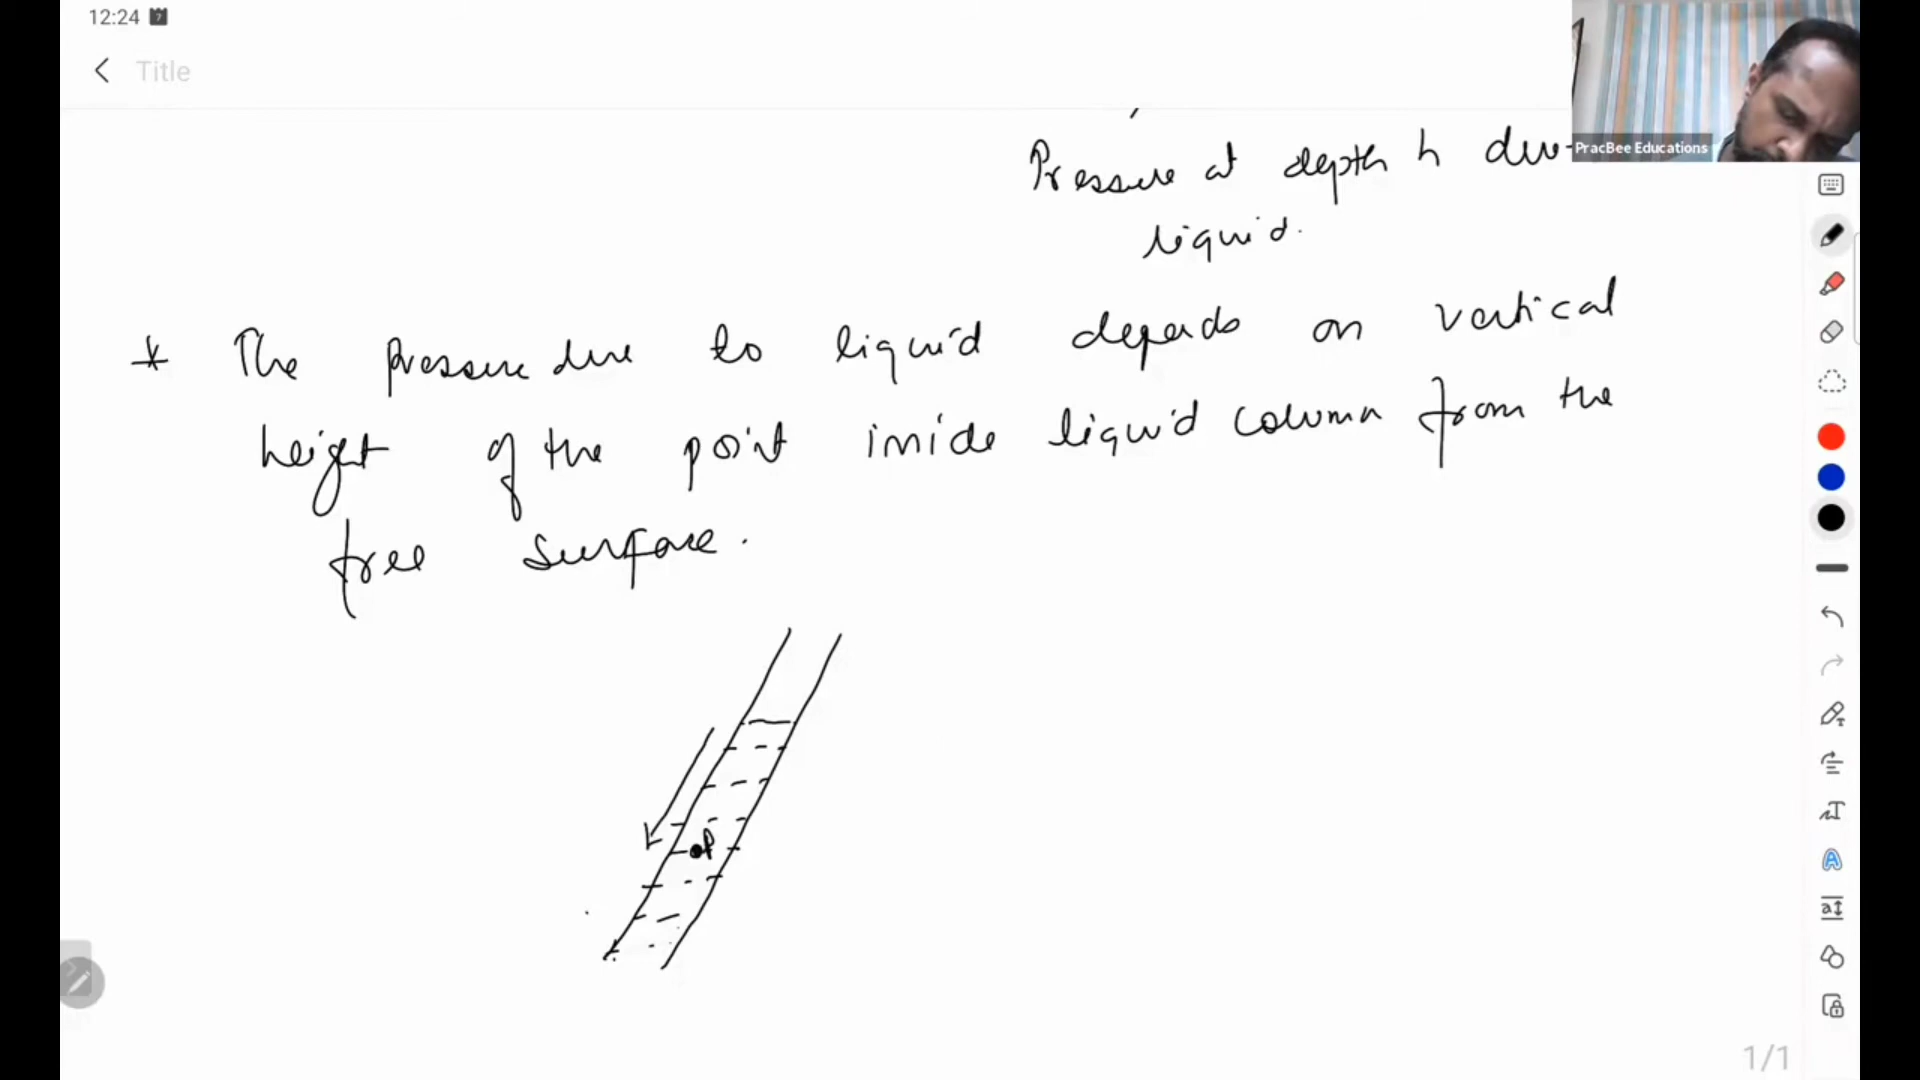 12:24
Title
PracBee Educations
Pressure at depth h due
liquid.
* The pressure due to liquid depends on vertical
height of the point inside liquid column from the
free surface.
P
1/1